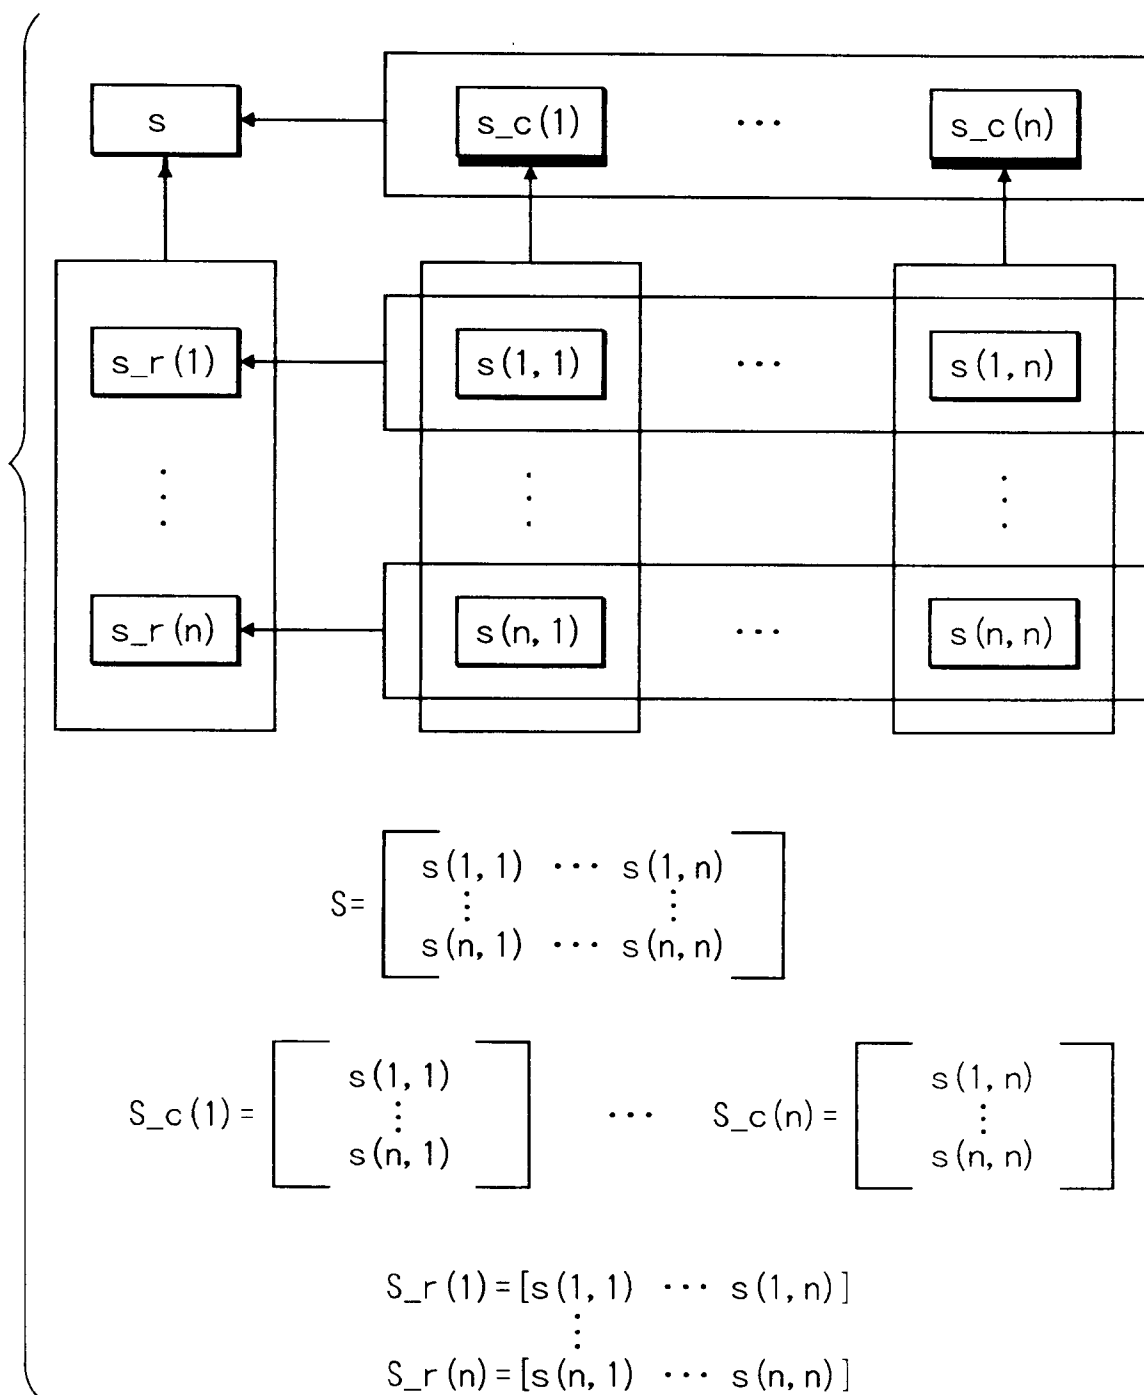 s s_c(1) ··· s_c(n)
s_r(1) s(1,1) ··· s(1,n)
⋮ ⋮ ⋮
s_r(n) s(n,1) ··· s(n,n)
S= [ s(1,1) ··· s(1,n)
⋮ ⋮
s(n,1) ··· s(n,n) ]
S_c(1)= [ s(1,1) ⋮ s(n,1) ] ··· S_c(n)= [ s(1,n) ⋮ s(n,n) ]
S_r(1)=[s(1,1) ··· s(1,n)]
⋮
S_r(n)=[s(n,1) ··· s(n,n)]